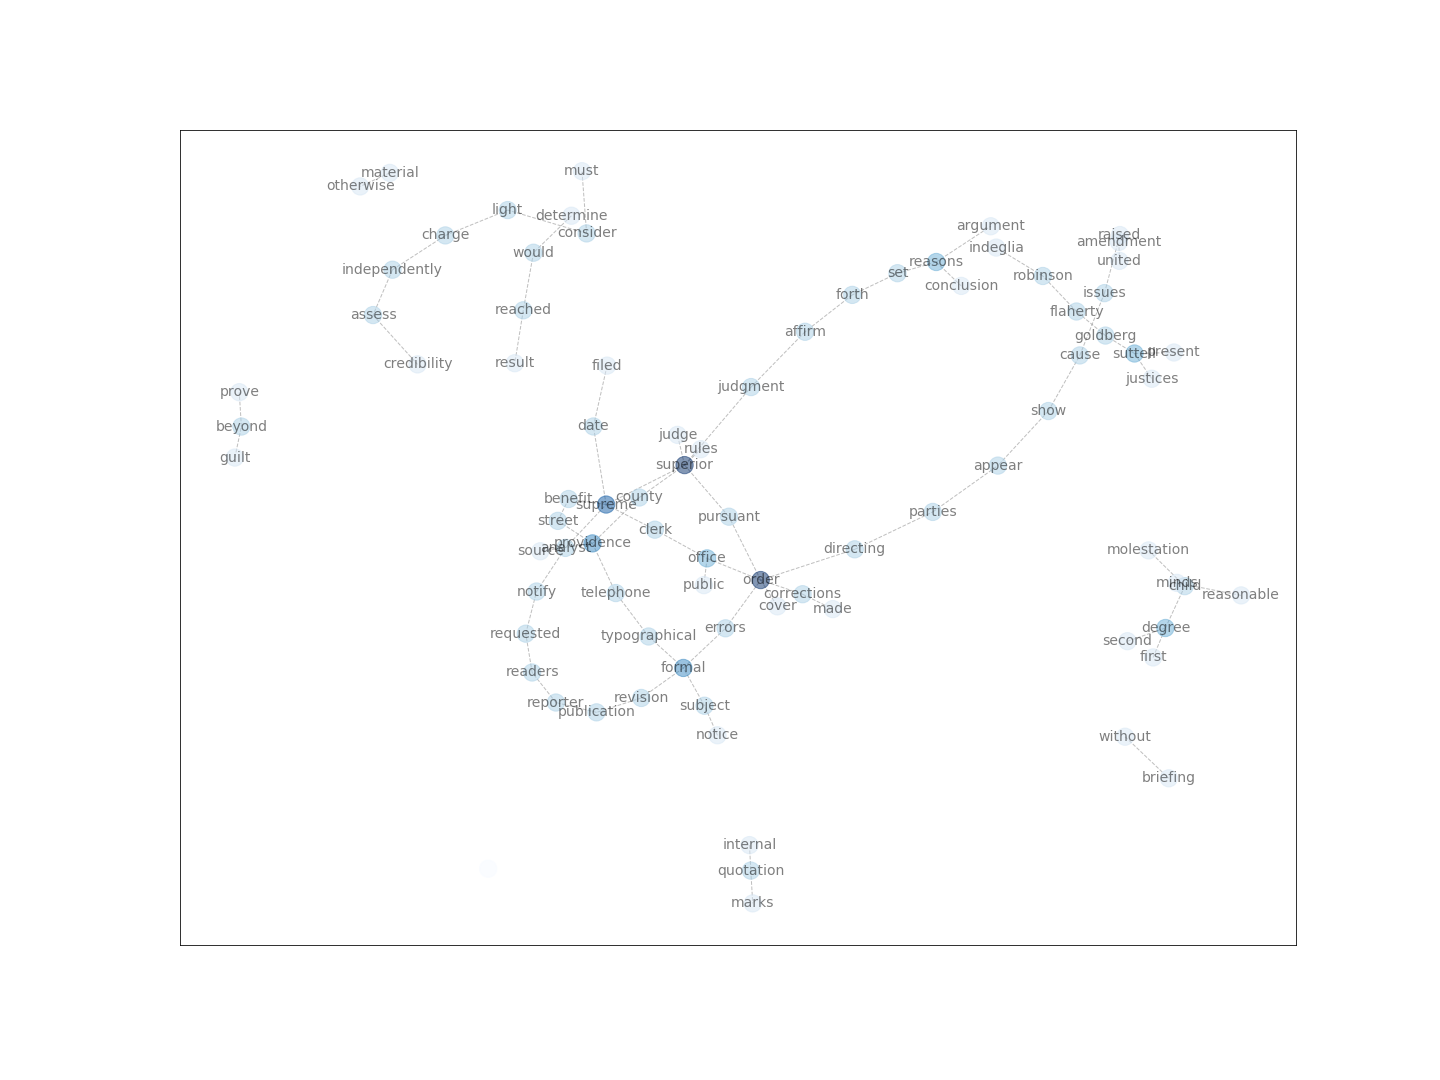 material
otherwise
must
light
determine
consider
charge
would
independently
reached
assess
result
credibility
filed
argument
raised
amendment
indeglia
united
reasons
set
robinson
conclusion
forth
issues
flaherty
affirm
goldberg
cause
suttell
present
justices
judgment
show
prove
beyond
guilt
date
judge
rules
superior
appear
benefit
county
supreme
street
pursuant
parties
clerk
providence
source
analyst
directing
office
molestation
order
public
minds
child
reasonable
notify
telephone
corrections
cover
made
requested
typographical
errors
degree
second
first
readers
formal
reporter
revision
publication
subject
notice
without
briefing
internal
quotation
marks